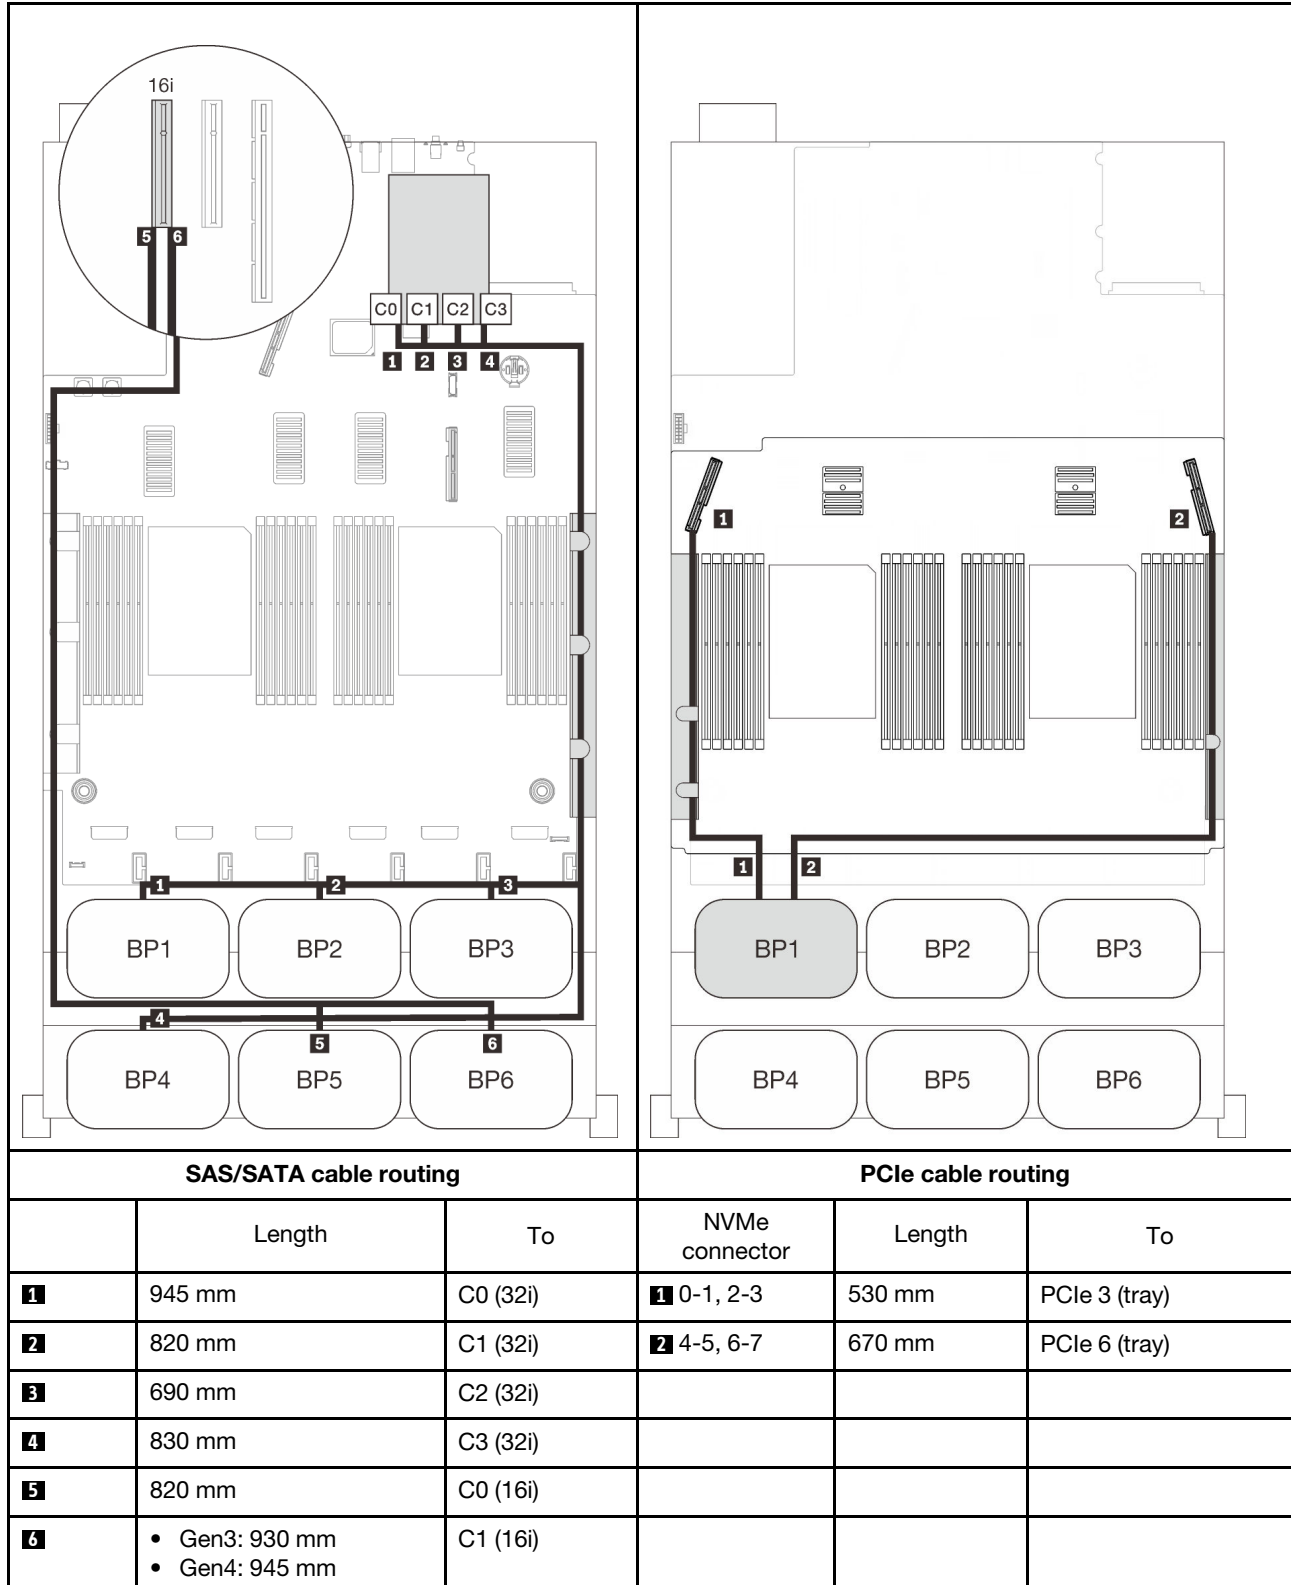 16i
5 6
C0 C1 C2 C3
1 2 3 4
1 2 3
BP1 BP2 BP3
4
5 6
BP4 BP5 BP6
1 2
1 2
BP1 BP2 BP3
BP4 BP5 BP6
SAS/SATA cable routing PCIe cable routing
Length To NVMe connector Length To
1 945 mm C0 (32i) 1 0-1, 2-3 530 mm PCIe 3 (tray)
2 820 mm C1 (32i) 2 4-5, 6-7 670 mm PCIe 6 (tray)
3 690 mm C2 (32i)
4 830 mm C3 (32i)
5 820 mm C0 (16i)
6 • Gen3: 930 mm C1 (16i)
• Gen4: 945 mm